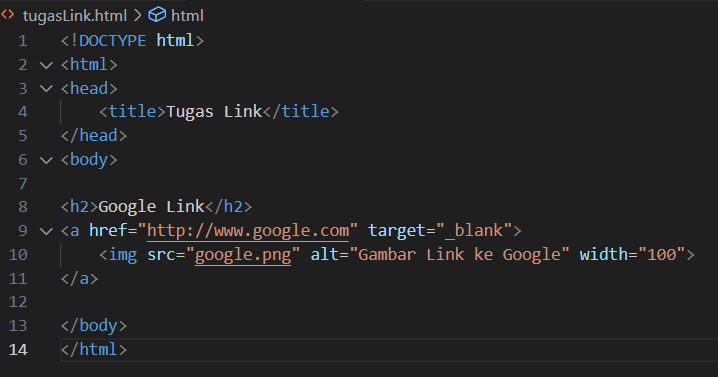 tugasLink.html > html
1 <!DOCTYPE html>
2 <html>
3 <head>
4     <title>Tugas Link</title>
5 </head>
6 <body>
7
8 <h2>Google Link</h2>
9 <a href="http://www.google.com" target="_blank">
10     <img src="google.png" alt="Gambar Link ke Google" width="100">
11 </a>
12
13 </body>
14 </html>